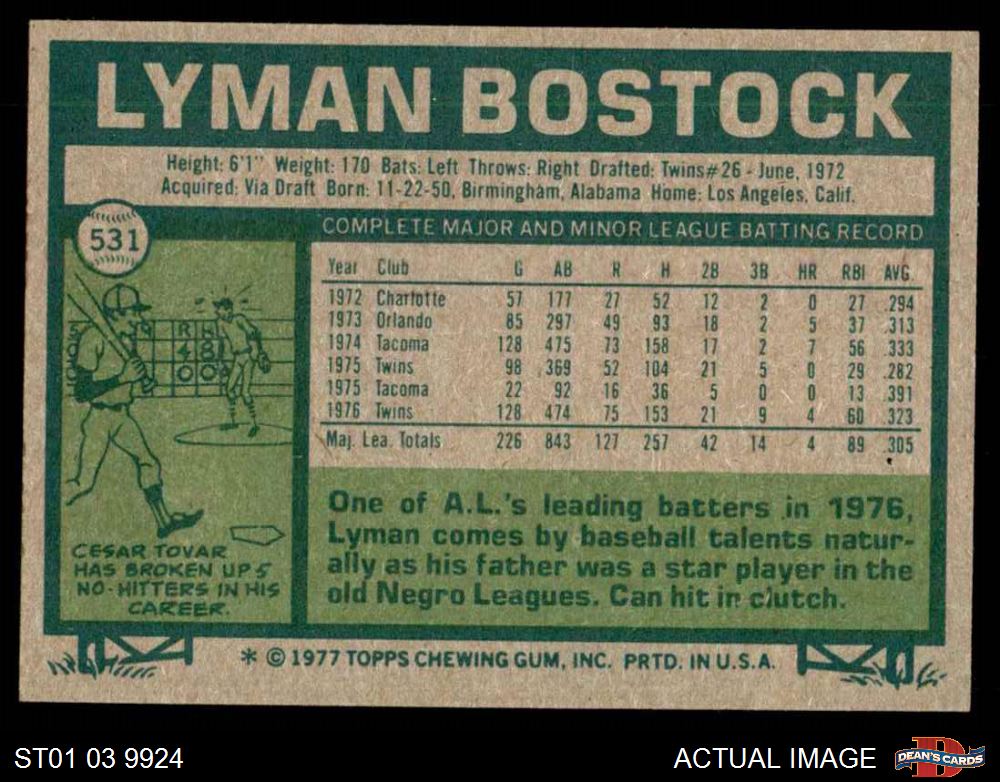 LYMAN BOSTOCK
Height: 6'1" Weight: 170 Bats: Left Throws: Right Drafted: Twins#26 - June, 1972
Acquired: Via Draft Born: 11-22-50, Birmingham, Alabama Home: Los Angeles, Calif.
531
COMPLETE MAJOR AND MINOR LEAGUE BATTING RECORD
Year Club G AB R H 2B 3B HR RBI AVG.
1972 Charlotte 57 177 27 52 12 2 0 27 .294
1973 Orlando 85 297 49 93 18 2 5 37 .313
1974 Tacoma 128 475 73 158 17 2 7 56 .333
1975 Twins 98 369 52 104 21 5 0 29 .282
1975 Tacoma 22 92 16 36 5 0 0 13 .391
1976 Twins 128 474 75 153 21 9 4 60 .323
Maj. Lea. Totals 226 843 127 257 42 14 4 89 .305
R H
4 8
0 0
CESAR TOVAR
HAS BROKEN UP 5
NO-HITTERS IN HIS
CAREER.
One of A.L.'s leading batters in 1976,
Lyman comes by baseball talents natur-
ally as his father was a star player in the
old Negro Leagues. Can hit in clutch.
* © 1977 TOPPS CHEWING GUM, INC. PRTD. IN U.S.A.
ST01 03 9924
ACTUAL IMAGE
D
DEAN'S CARDS